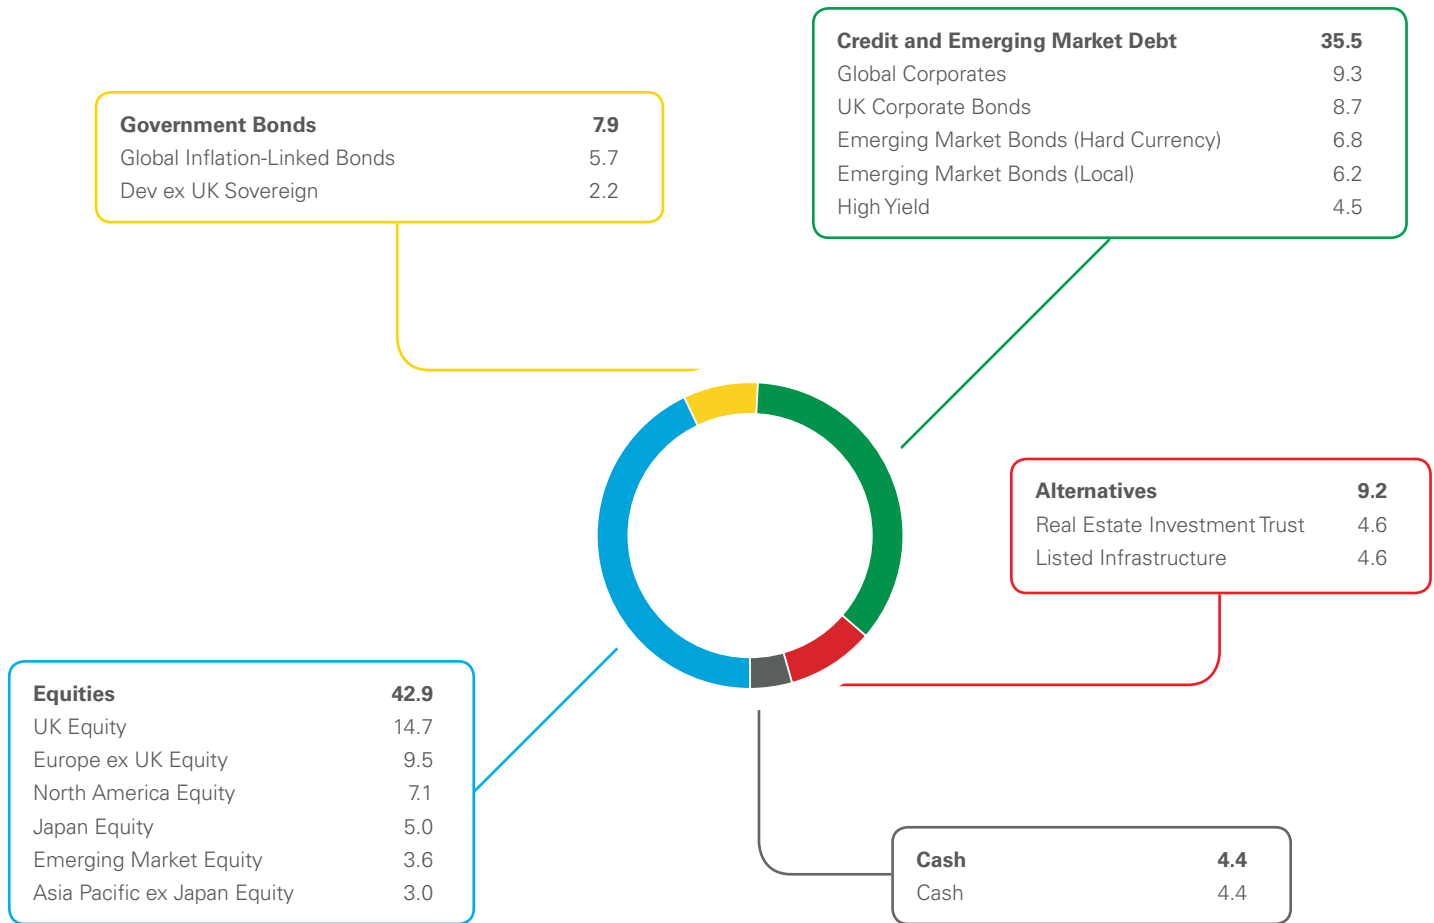 Credit and Emerging Market Debt 35.5
Global Corporates 9.3
UK Corporate Bonds 8.7
Emerging Market Bonds (Hard Currency) 6.8
Emerging Market Bonds (Local) 6.2
High Yield 4.5
Government Bonds 7.9
Global Inflation-Linked Bonds 5.7
Dev ex UK Sovereign 2.2
Alternatives 9.2
Real Estate Investment Trust 4.6
Listed Infrastructure 4.6
Equities 42.9
UK Equity 14.7
Europe ex UK Equity 9.5
North America Equity 7.1
Japan Equity 5.0
Emerging Market Equity 3.6
Asia Pacific ex Japan Equity 3.0
Cash 4.4
Cash 4.4